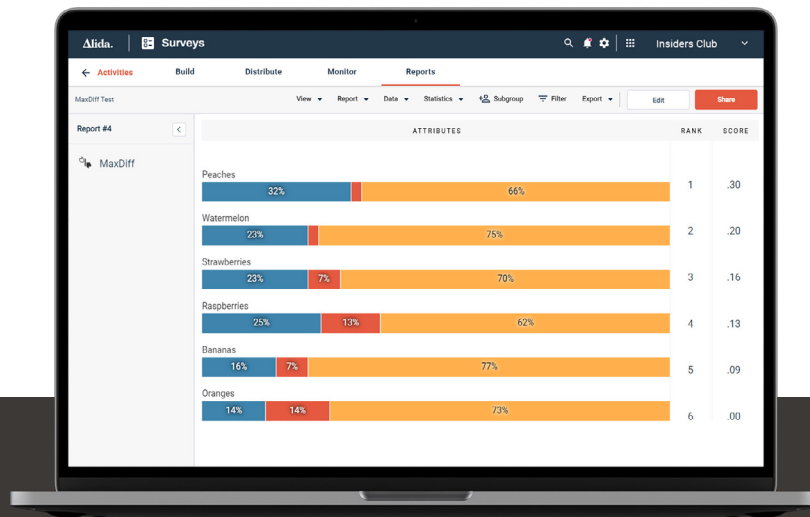 Alida. Surveys Insiders Club
Activities Build Distribute Monitor Reports
MaxDiff Test View Report Data Statistics Subgroup Filter Export Edit Share
Report #4 ATTRIBUTES RANK SCORE
MaxDiff
Peaches
32% 66% 1 .30
Watermelon
23% 75% 2 .20
Strawberries
23% 7% 70% 3 .16
Raspberries
25% 13% 62% 4 .13
Bananas
16% 7% 77% 5 .09
Oranges
14% 14% 73% 6 .00